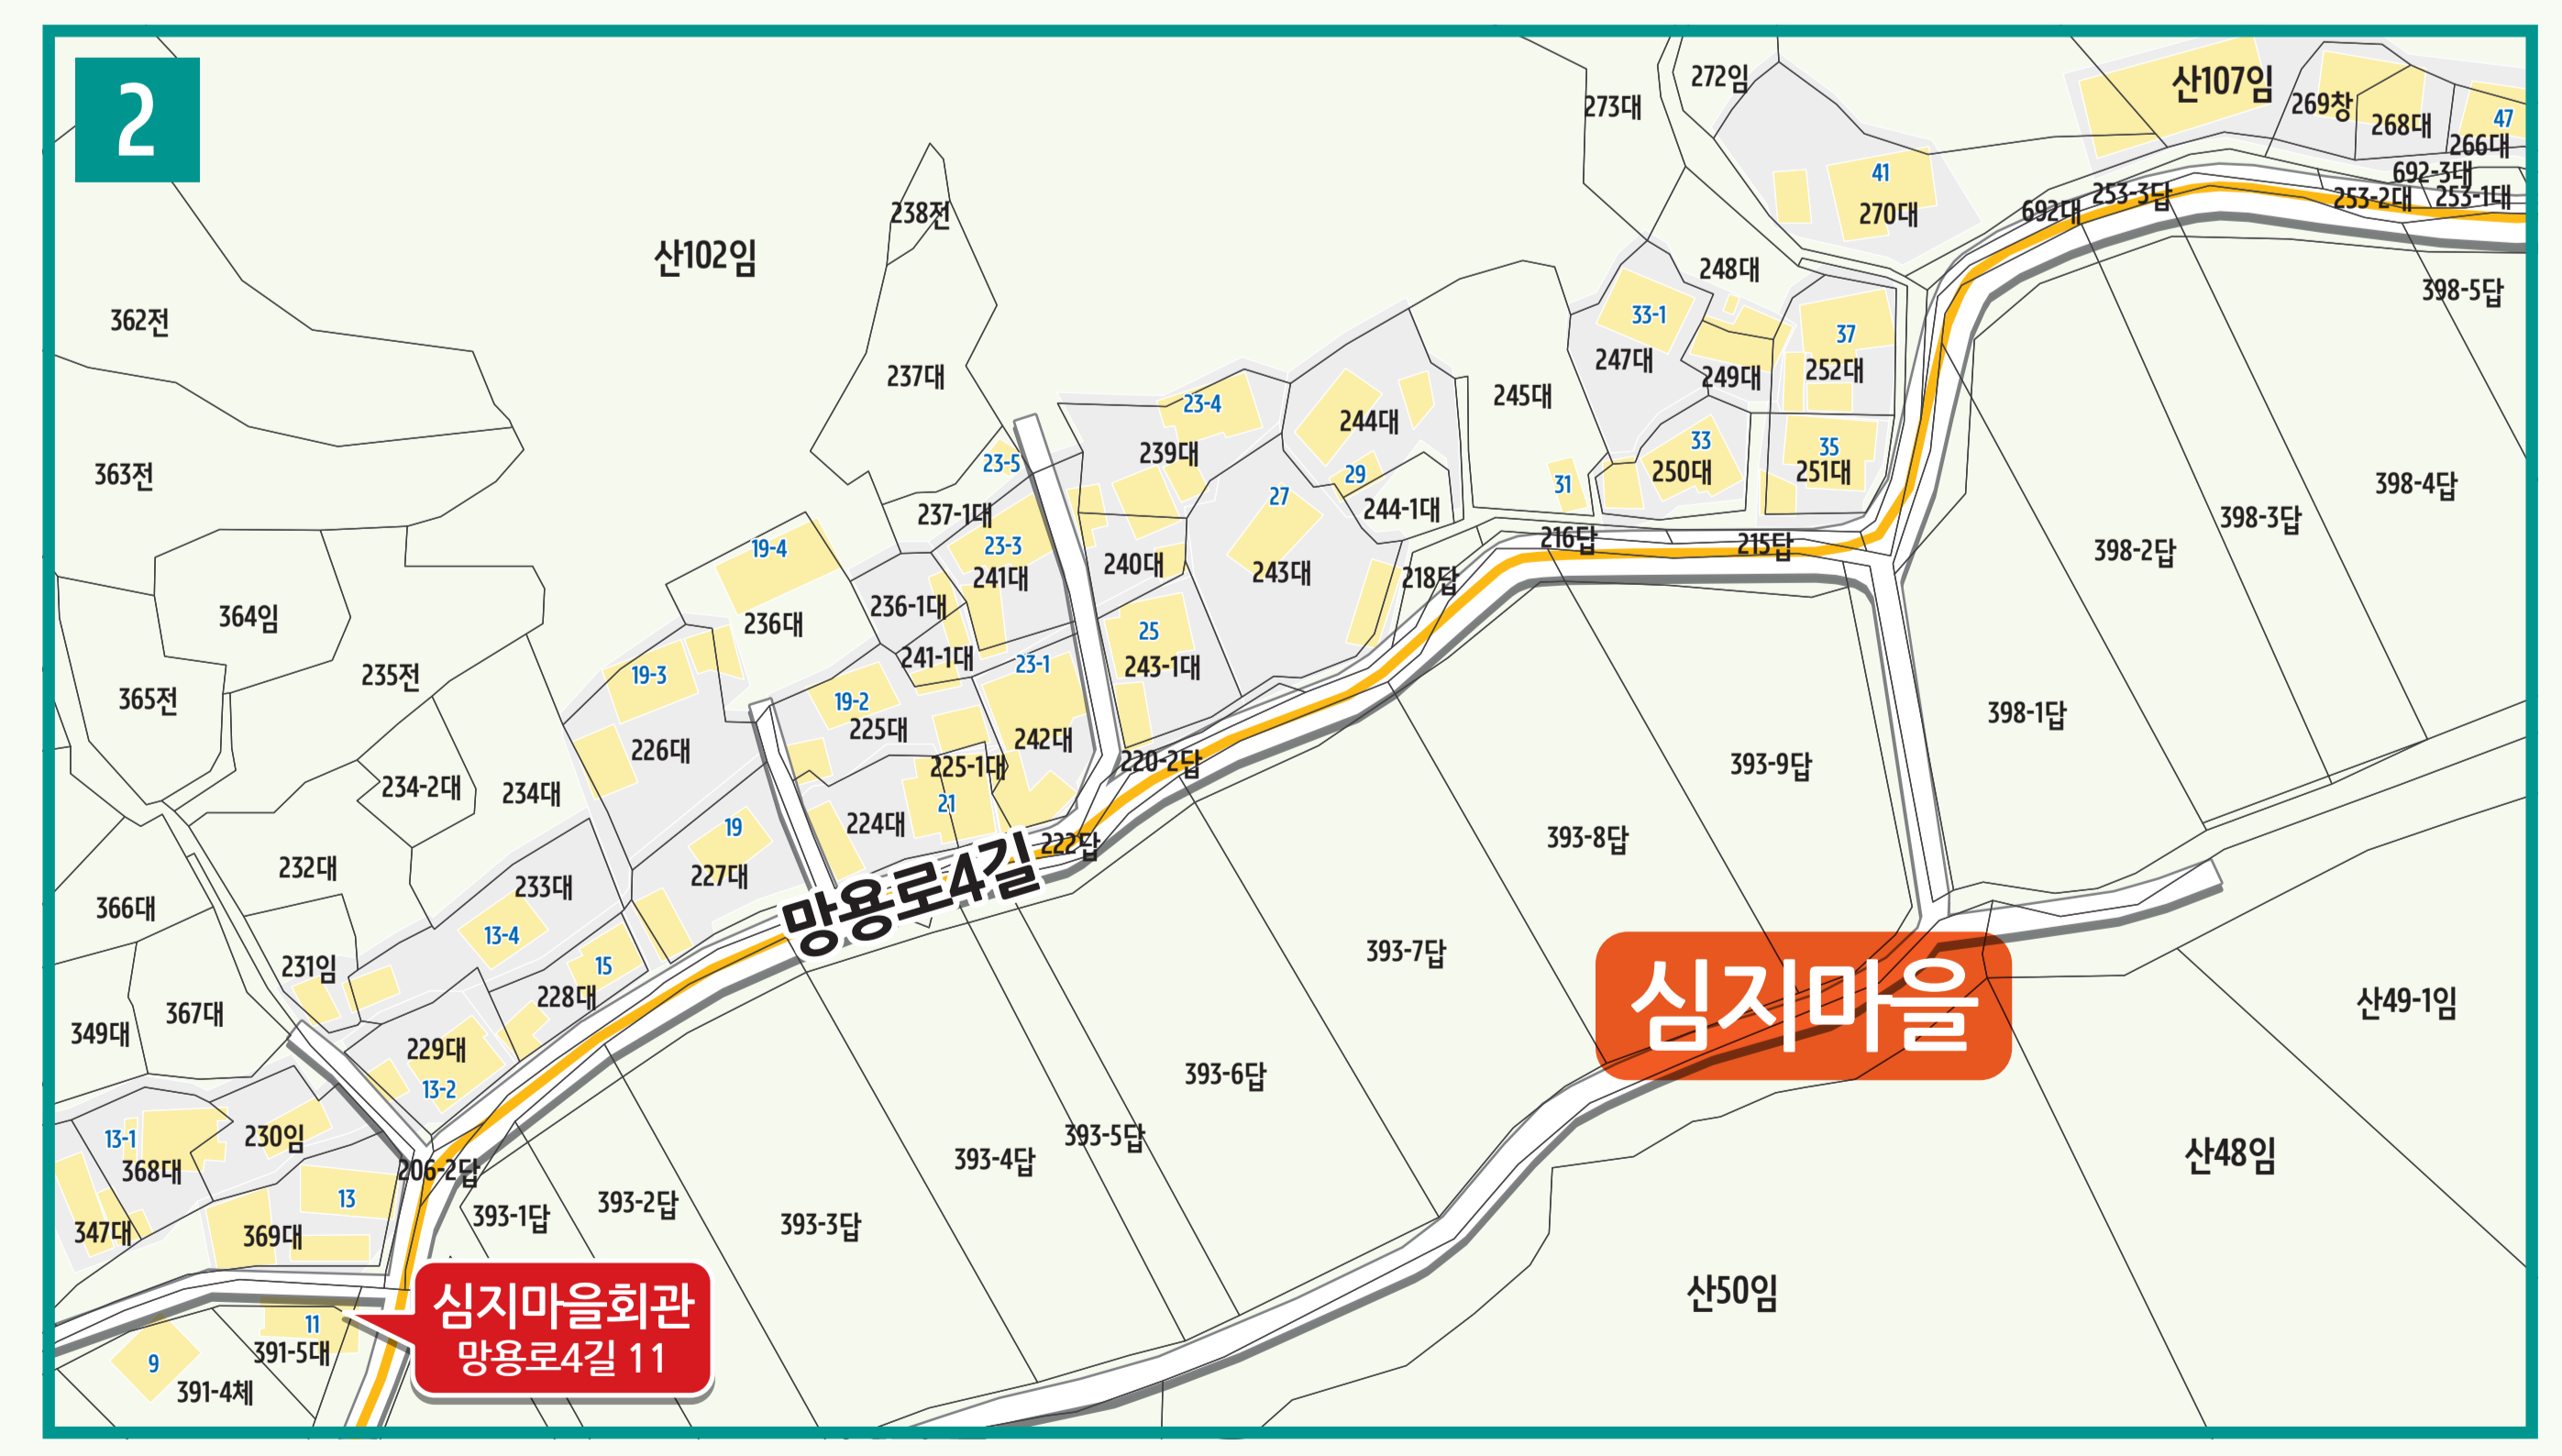 2
272임
산107임
273대
269창
268대
47
266대
41
692-3대
238전
270대
692대
253-3답
253-2대
253-1대
산102임
248대
398-5답
362전
33-1
37
237대
247대
249대
252대
23-4
245대
244대
33
35
239대
23-5
29
250대
251대
363전
31
398-4답
27
237-1대
244-1대
398-3답
19-4
23-3
216답
215답
398-2답
240대
243대
218답
241대
236-1대
364임
236대
25
241-1대
23-1
243-1대
235전
19-3
365전
19-2
398-1답
225대
242대
226대
220-2답
225-1대
393-9답
234-2대
234대
21
224대
19
222답
393-8답
232대
망용로4길
227대
233대
366대
13-4
393-7답
231임
15
심지마을
228대
367대
산49-1임
349대
229대
393-6답
13-2
13-1
230임
393-5답
산48임
368대
206-2답
393-4답
13
393-2답
393-1답
393-3답
347대
369대
산50임
심지마을회관
망용로4길 11
11
391-5대
9
391-4체